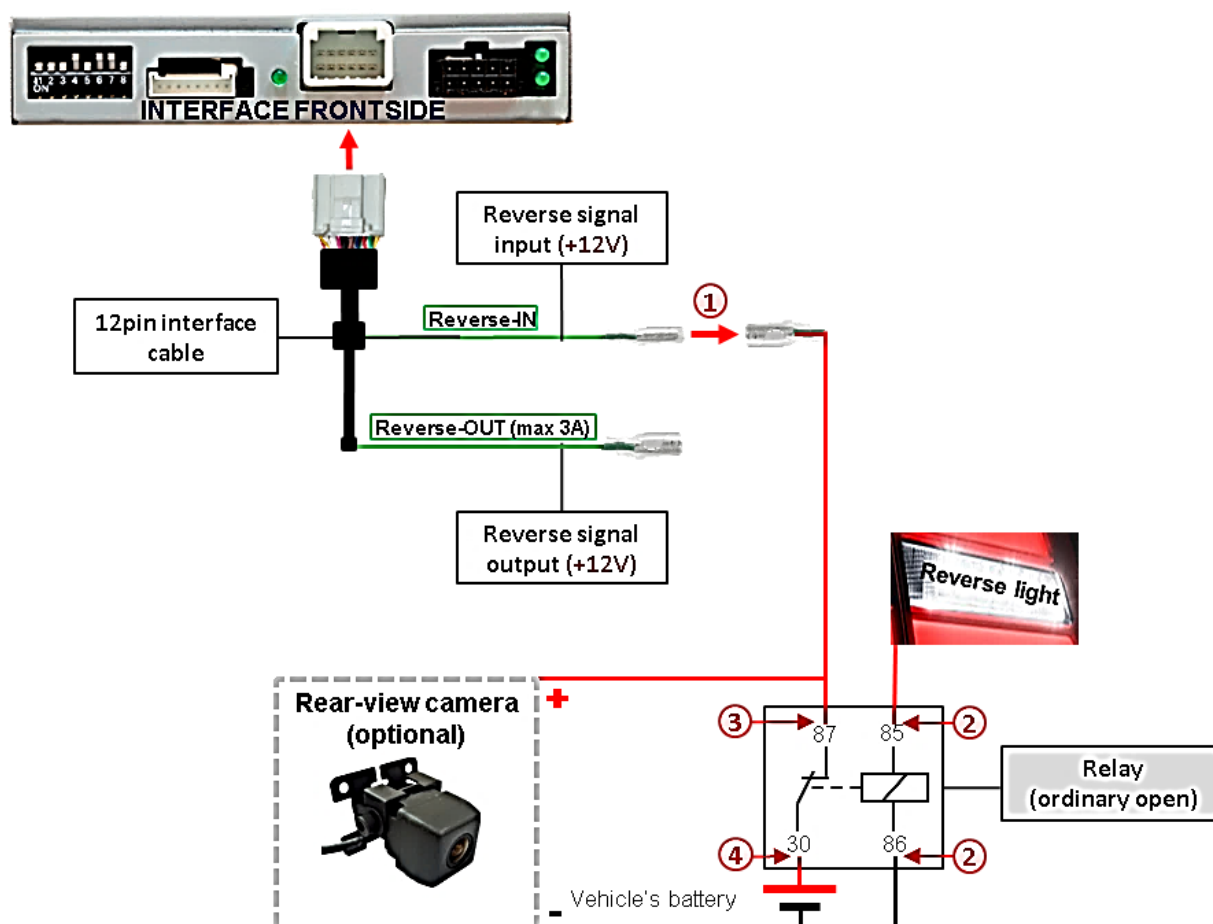 1 2 3 4 5 6 7 8
ON
INTERFACE FRONTSIDE
Reverse signal
input (+12V)
12pin interface
cable
Reverse-IN
1
Reverse-OUT (max 3A)
Reverse signal
output (+12V)
Reverse light
Rear-view camera
(optional)
+
3
87
85
2
Relay
(ordinary open)
4
30
86
2
-
Vehicle's battery